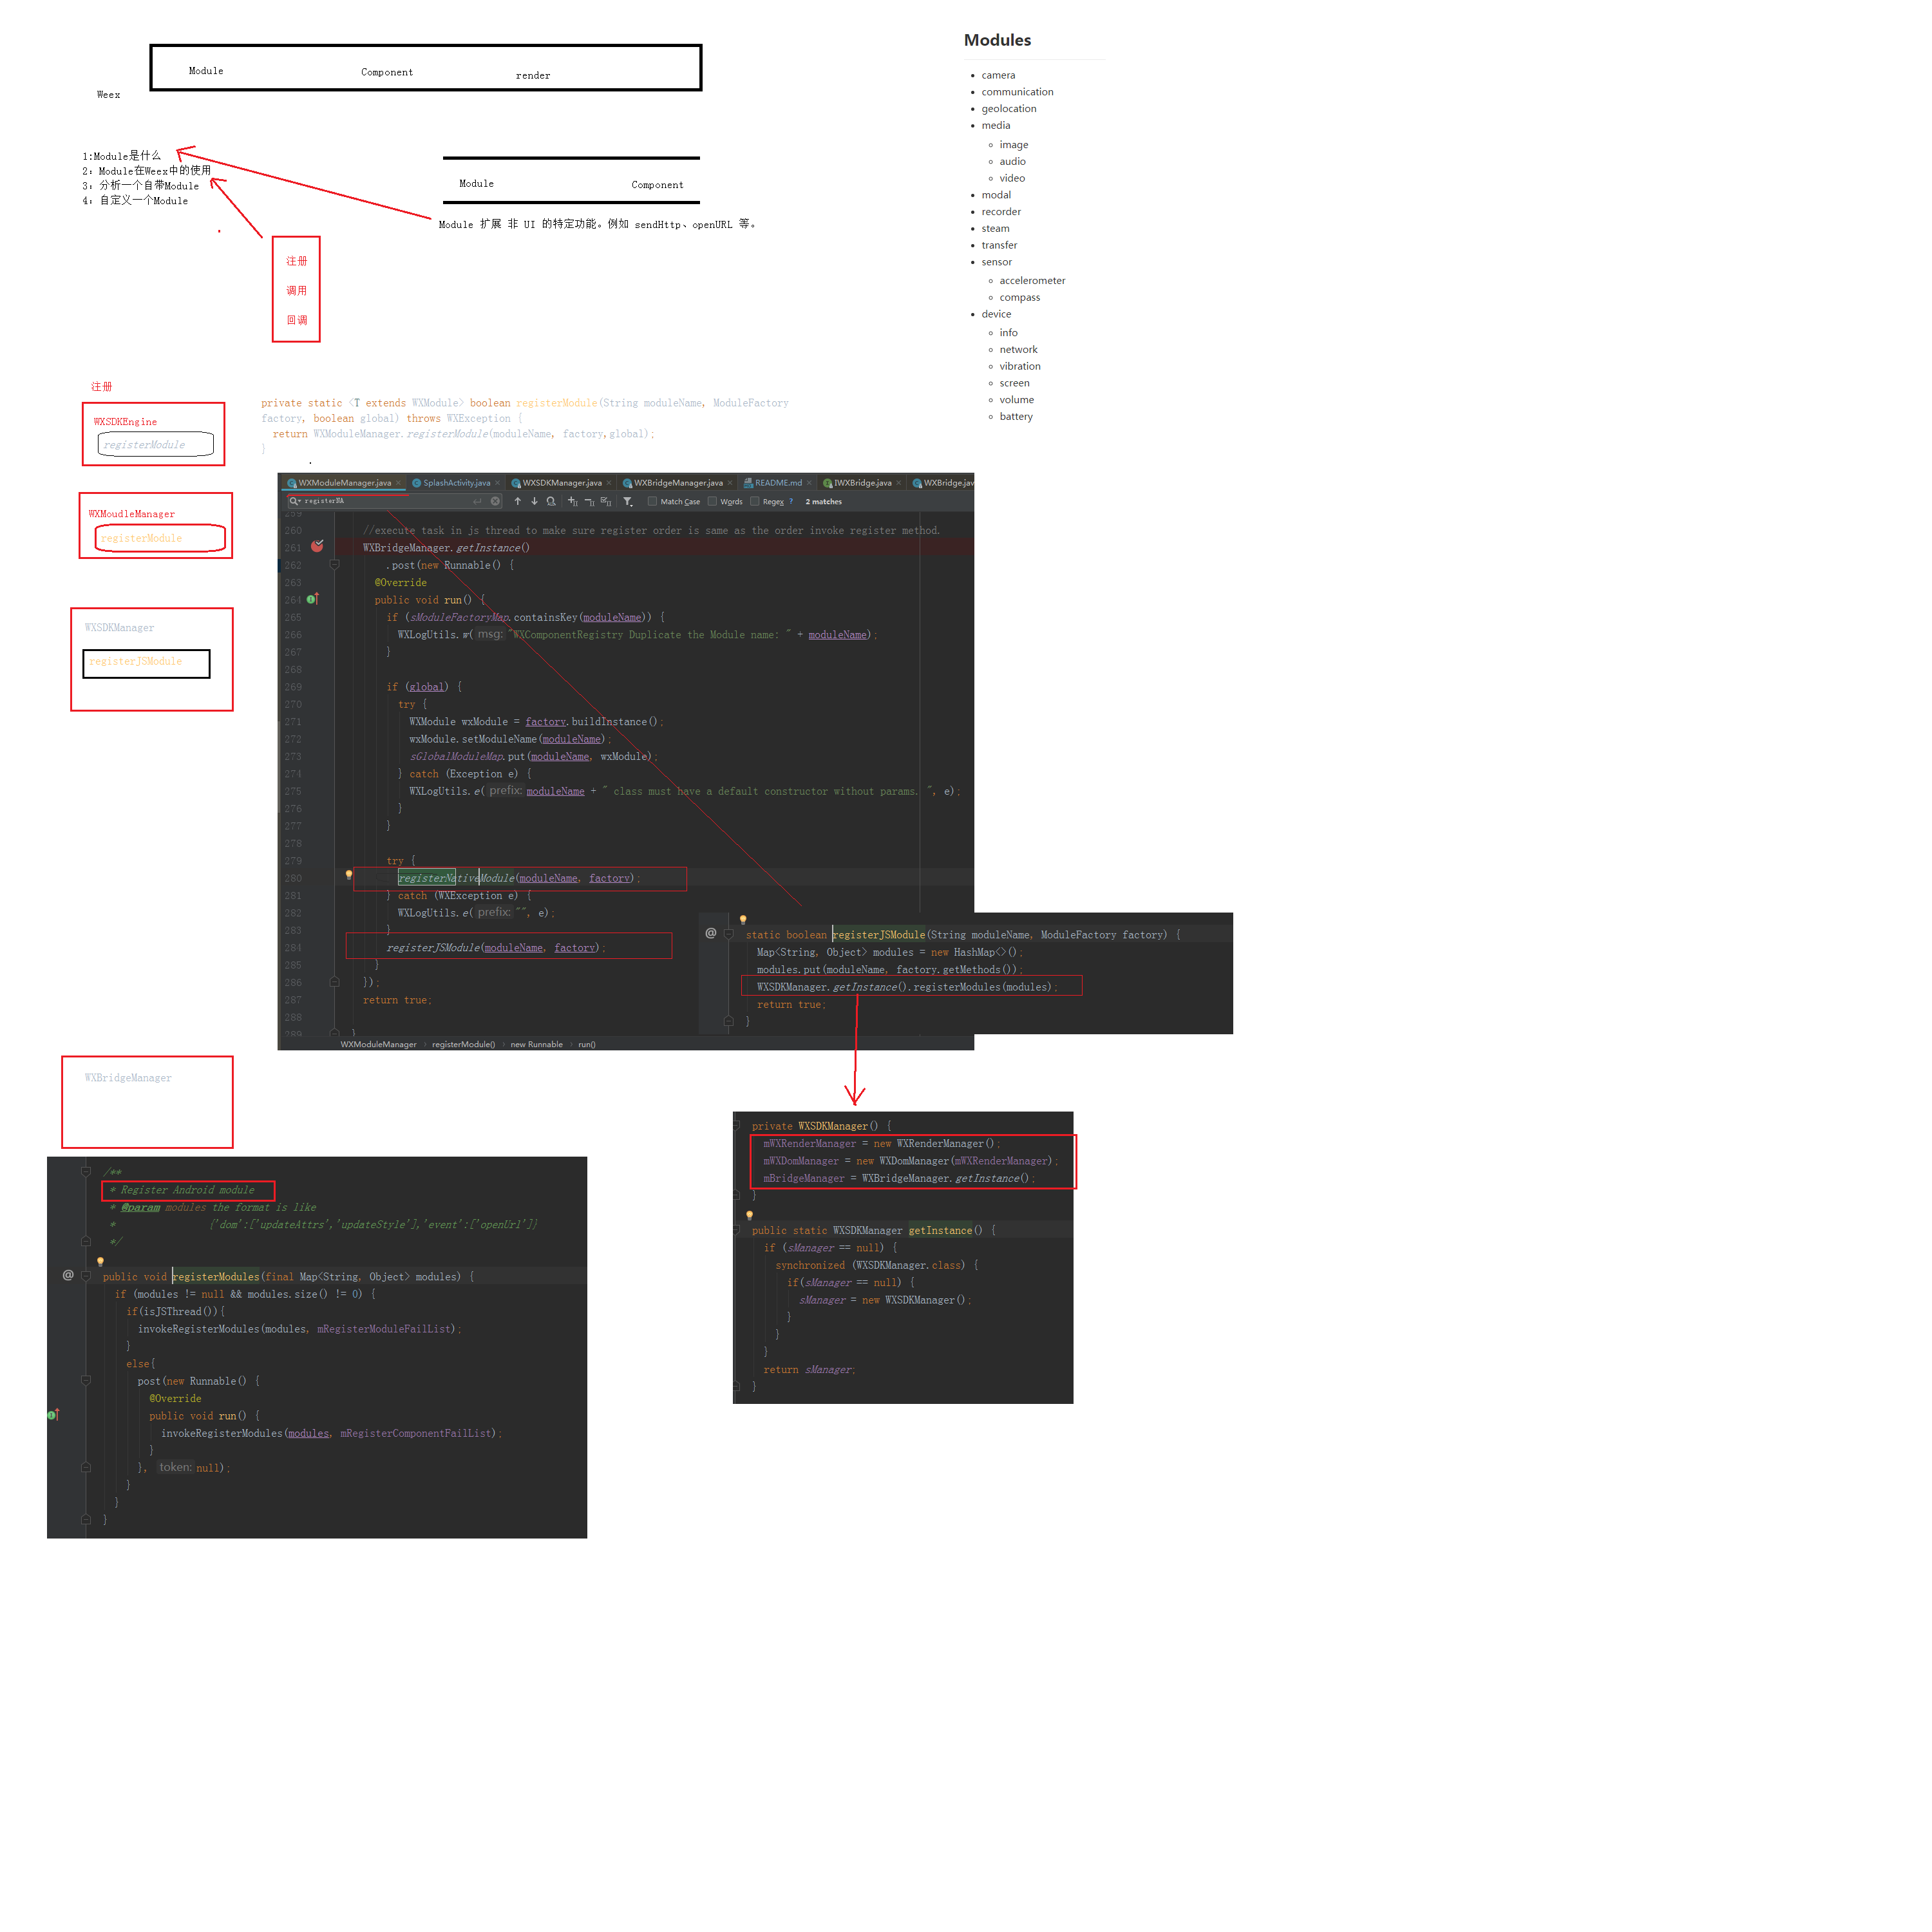 Module
Component
render
Weex
1:Module是什么
2：Module在Weex中的使用
3：分析一个自带Module
4：自定义一个Module
Module
Component
Module 扩展 非 UI 的特定功能。例如 sendHttp、openURL 等。
注册
调用
回调
Modules
camera
communication
geolocation
media
image
audio
video
modal
recorder
steam
transfer
sensor
accelerometer
compass
device
info
network
vibration
screen
volume
battery
注册
WXSDKEngine
registerModule
private static <T extends WXModule> boolean registerModule(String moduleName, ModuleFactory
factory, boolean global) throws WXException {
return WXModuleManager.registerModule(moduleName, factory,global);
}
WXMoudleManager
registerModule
WXSDKManager
registerJSModule
WXModuleManager.java SplashActivity.java WXSDKManager.java WXBridgeManager.java README.md IWXBridge.java WXBridge.jav
registerNA Match Case Words Regex ? 2 matches
259
260 //execute task in js thread to make sure register order is same as the order invoke register method.
261 WXBridgeManager.getInstance()
262 .post(new Runnable() {
263 @Override
264 public void run() {
265 if (sModuleFactoryMap.containsKey(moduleName)) {
266 WXLogUtils.w( msg: "WXComponentRegistry Duplicate the Module name: " + moduleName);
267 }
268
269 if (global) {
270 try {
271 WXModule wxModule = factory.buildInstance();
272 wxModule.setModuleName(moduleName);
273 sGlobalModuleMap.put(moduleName, wxModule);
274 } catch (Exception e) {
275 WXLogUtils.e( prefix: moduleName + " class must have a default constructor without params. ", e);
276 }
277 }
278
279 try {
280 registerNativeModule(moduleName, factory);
281 } catch (WXException e) {
282 WXLogUtils.e( prefix: "", e);
283 }
284 registerJSModule(moduleName, factory);
285 }
286 });
287 return true;
288
289 }
WXModuleManager › registerModule() › new Runnable › run()
@ static boolean registerJSModule(String moduleName, ModuleFactory factory) {
Map<String, Object> modules = new HashMap<>();
modules.put(moduleName, factory.getMethods());
WXSDKManager.getInstance().registerModules(modules);
return true;
}
WXBridgeManager
/**
* Register Android module
* @param modules the format is like
* {'dom':['updateAttrs','updateStyle'],'event':['openUrl']}
*/
@ public void registerModules(final Map<String, Object> modules) {
if (modules != null && modules.size() != 0) {
if(isJSThread()){
invokeRegisterModules(modules, mRegisterModuleFailList);
}
else{
post(new Runnable() {
@Override
public void run() {
invokeRegisterModules(modules, mRegisterComponentFailList);
}
}, token: null);
}
}
}
private WXSDKManager() {
mWXRenderManager = new WXRenderManager();
mWXDomManager = new WXDomManager(mWXRenderManager);
mBridgeManager = WXBridgeManager.getInstance();
}
public static WXSDKManager getInstance() {
if (sManager == null) {
synchronized (WXSDKManager.class) {
if(sManager == null) {
sManager = new WXSDKManager();
}
}
}
return sManager;
}